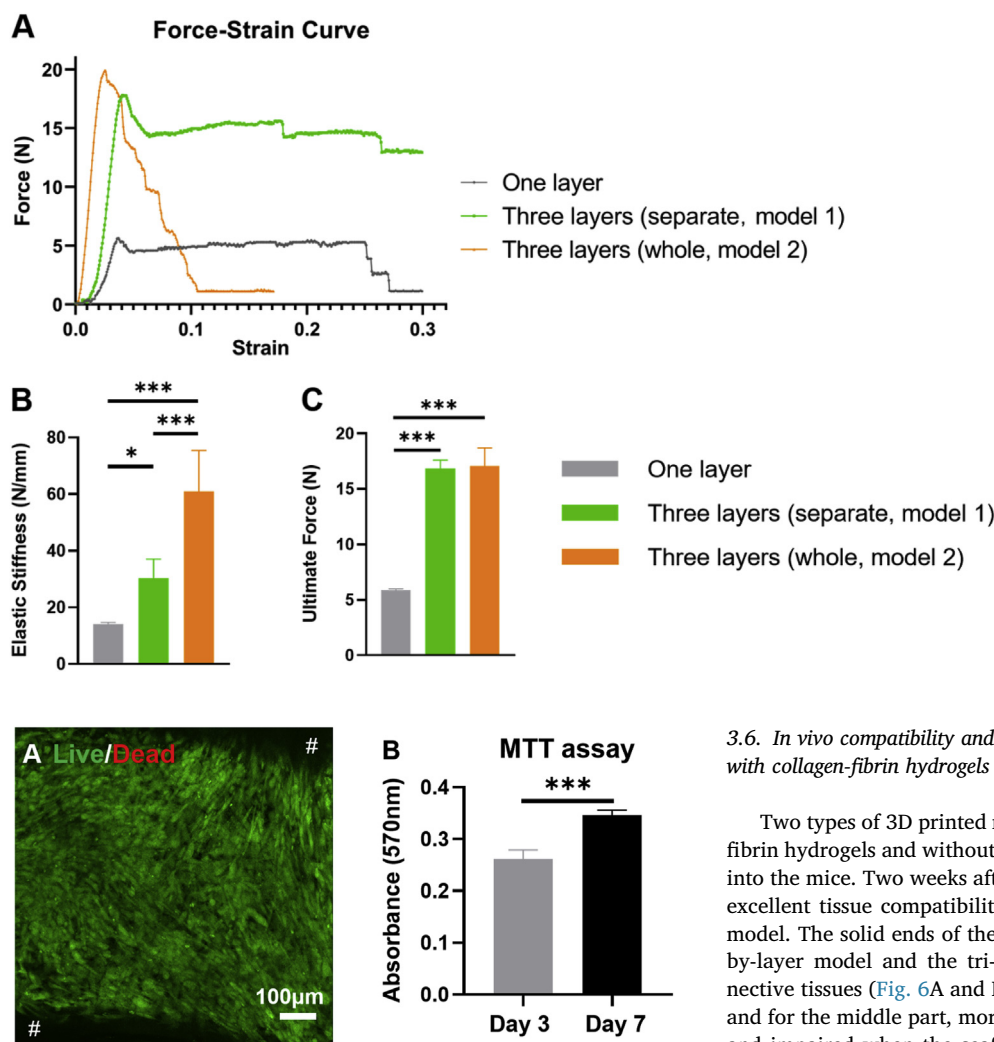 A
Force-Strain Curve
Force (N)
20
15
10
5
0
0.0
0.1
0.2
0.3
Strain
One layer
Three layers (separate, model 1)
Three layers (whole, model 2)
B
Elastic Stiffness (N/mm)
80
60
40
20
0
***
***
*
C
Ultimate Force (N)
20
15
10
5
0
***
***
One layer
Three layers (separate, model 1)
Three layers (whole, model 2)
A Live/Dead
#
#
100μm
B
MTT assay
Absorbance (570nm)
0.4
0.3
0.2
0.1
0.0
***
Day 3 Day 7
3.6. In vivo compatibility and
with collagen-fibrin hydrogels
Two types of 3D printed
fibrin hydrogels and without
into the mice. Two weeks aft
excellent tissue compatibilit
model. The solid ends of the
by-layer model and the tri-
nective tissues (Fig. 6A and
and for the middle part, mor